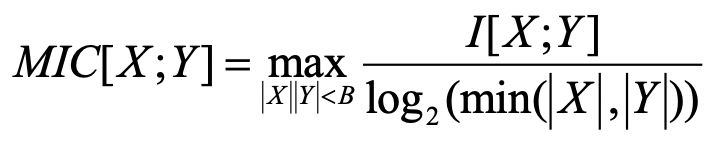 MIC[X;Y] = max_{|X||Y|<B} I[X;Y] / log₂(min(|X|,|Y|))